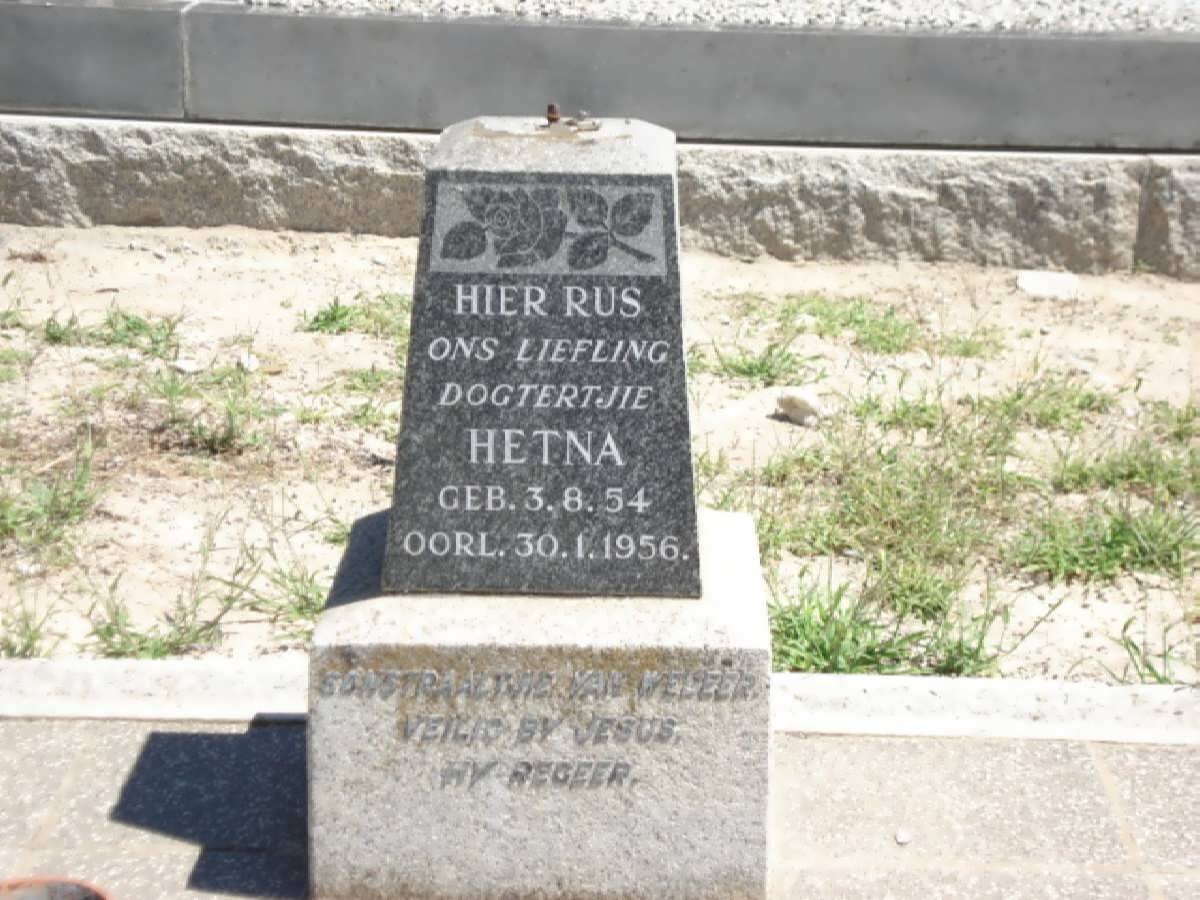 HIER RUS
ONS LIEFLING
DOGTERTJIE
HETNA
GEB. 3. 8. 54
OORL. 30. 1. 1956.
SONSTRAALTJIE VAN WELEER
VEILIG BY JESUS.
HY REGEER.